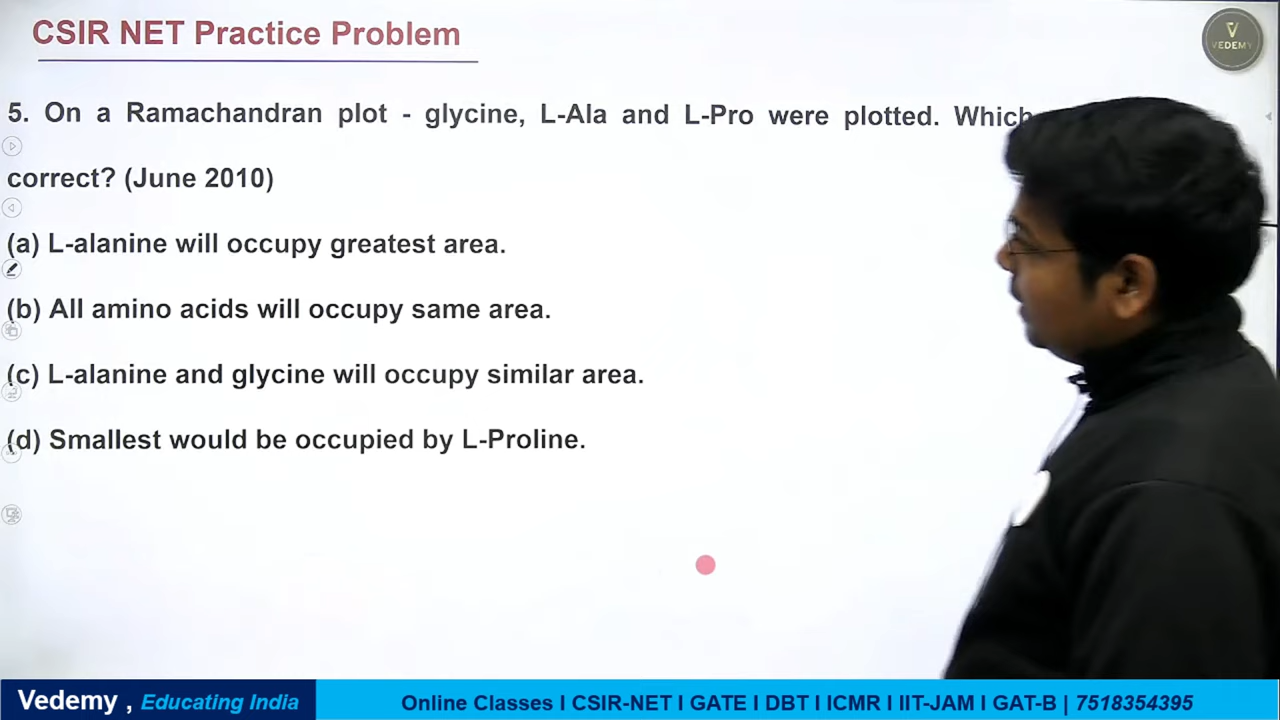 CSIR NET Practice Problem
V
VEDEMY
5. On a Ramachandran plot - glycine, L-Ala and L-Pro were plotted. Which
correct? (June 2010)
(a) L-alanine will occupy greatest area.
(b) All amino acids will occupy same area.
(c) L-alanine and glycine will occupy similar area.
(d) Smallest would be occupied by L-Proline.
Vedemy , Educating India
Online Classes I CSIR-NET I GATE I DBT I ICMR I IIT-JAM I GAT-B | 7518354395